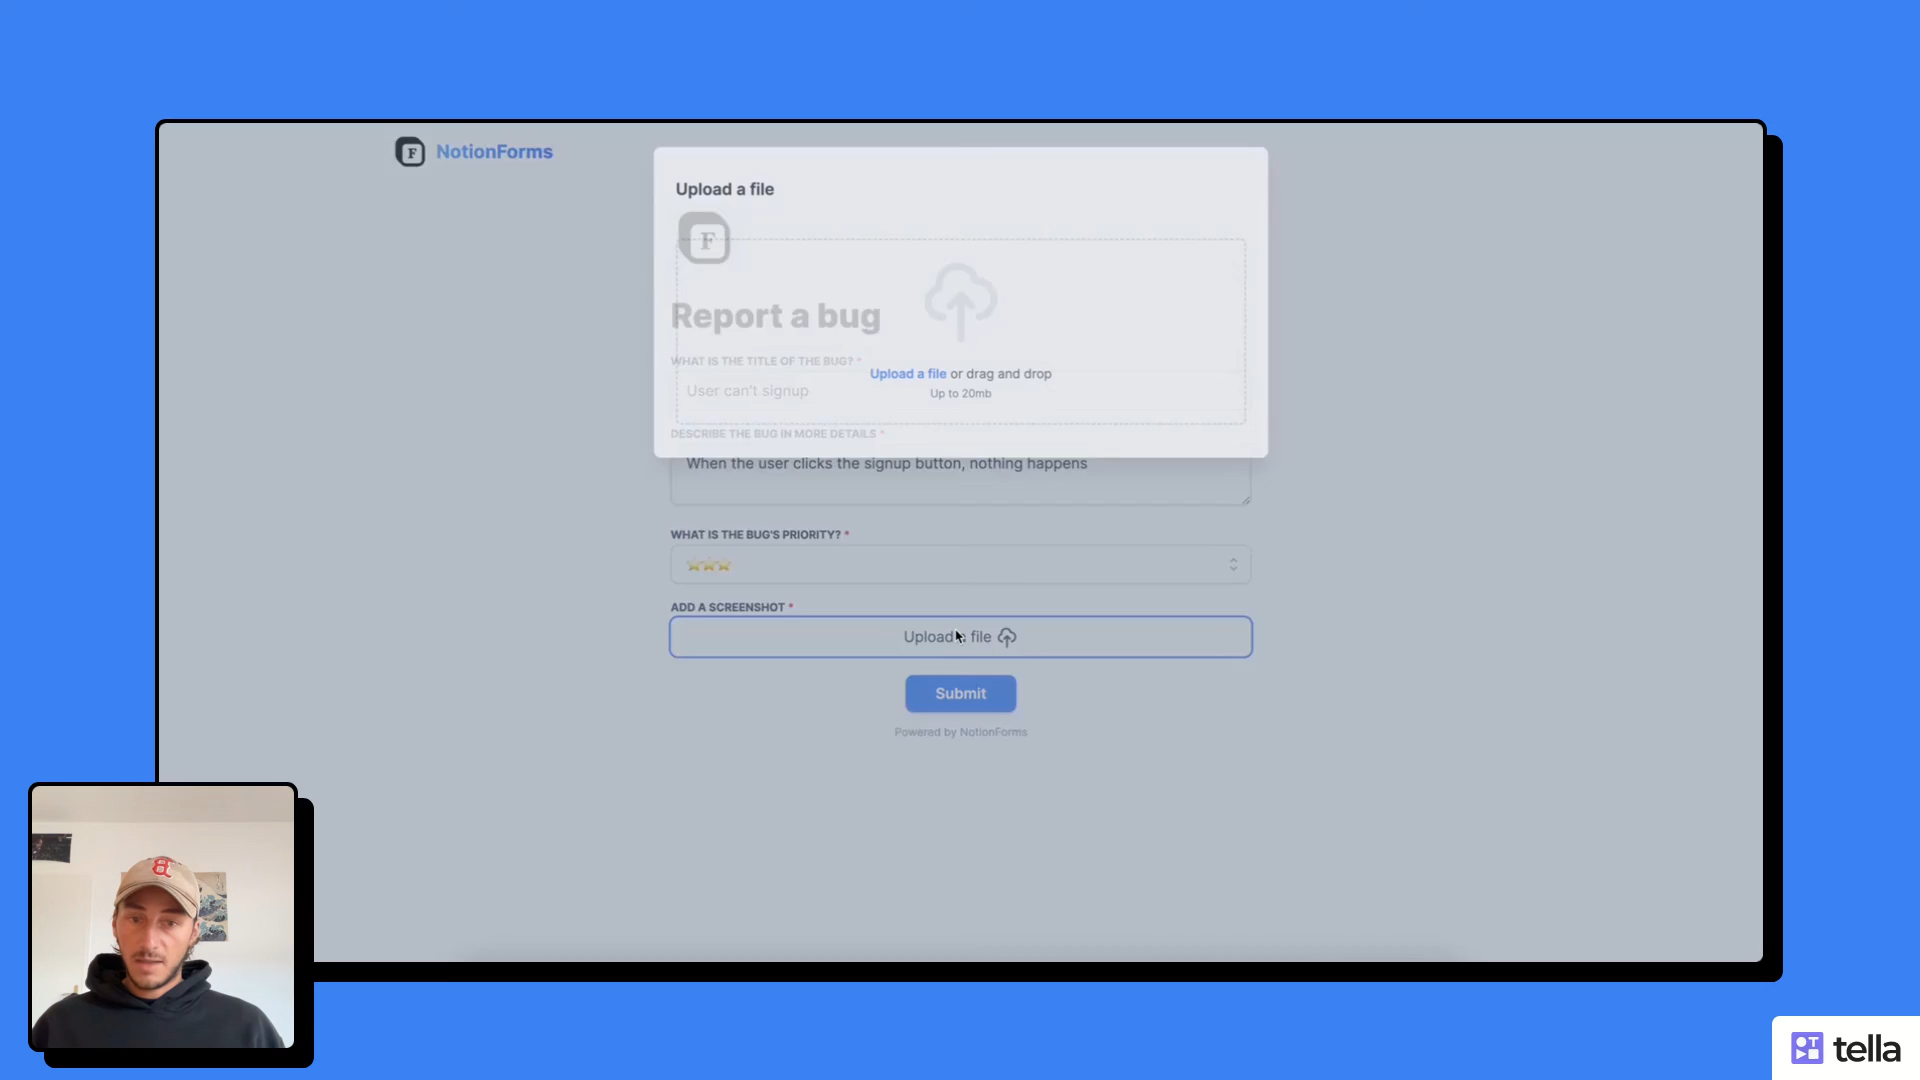 F NotionForms
Upload a file
F
Report a bug
WHAT IS THE TITLE OF THE BUG? *
Upload a file or drag and drop
User can't signup
Up to 20mb
DESCRIBE THE BUG IN MORE DETAILS *
When the user clicks the signup button, nothing happens
WHAT IS THE BUG'S PRIORITY? *
ADD A SCREENSHOT *
Upload a file
Submit
Powered by NotionForms
B
tella